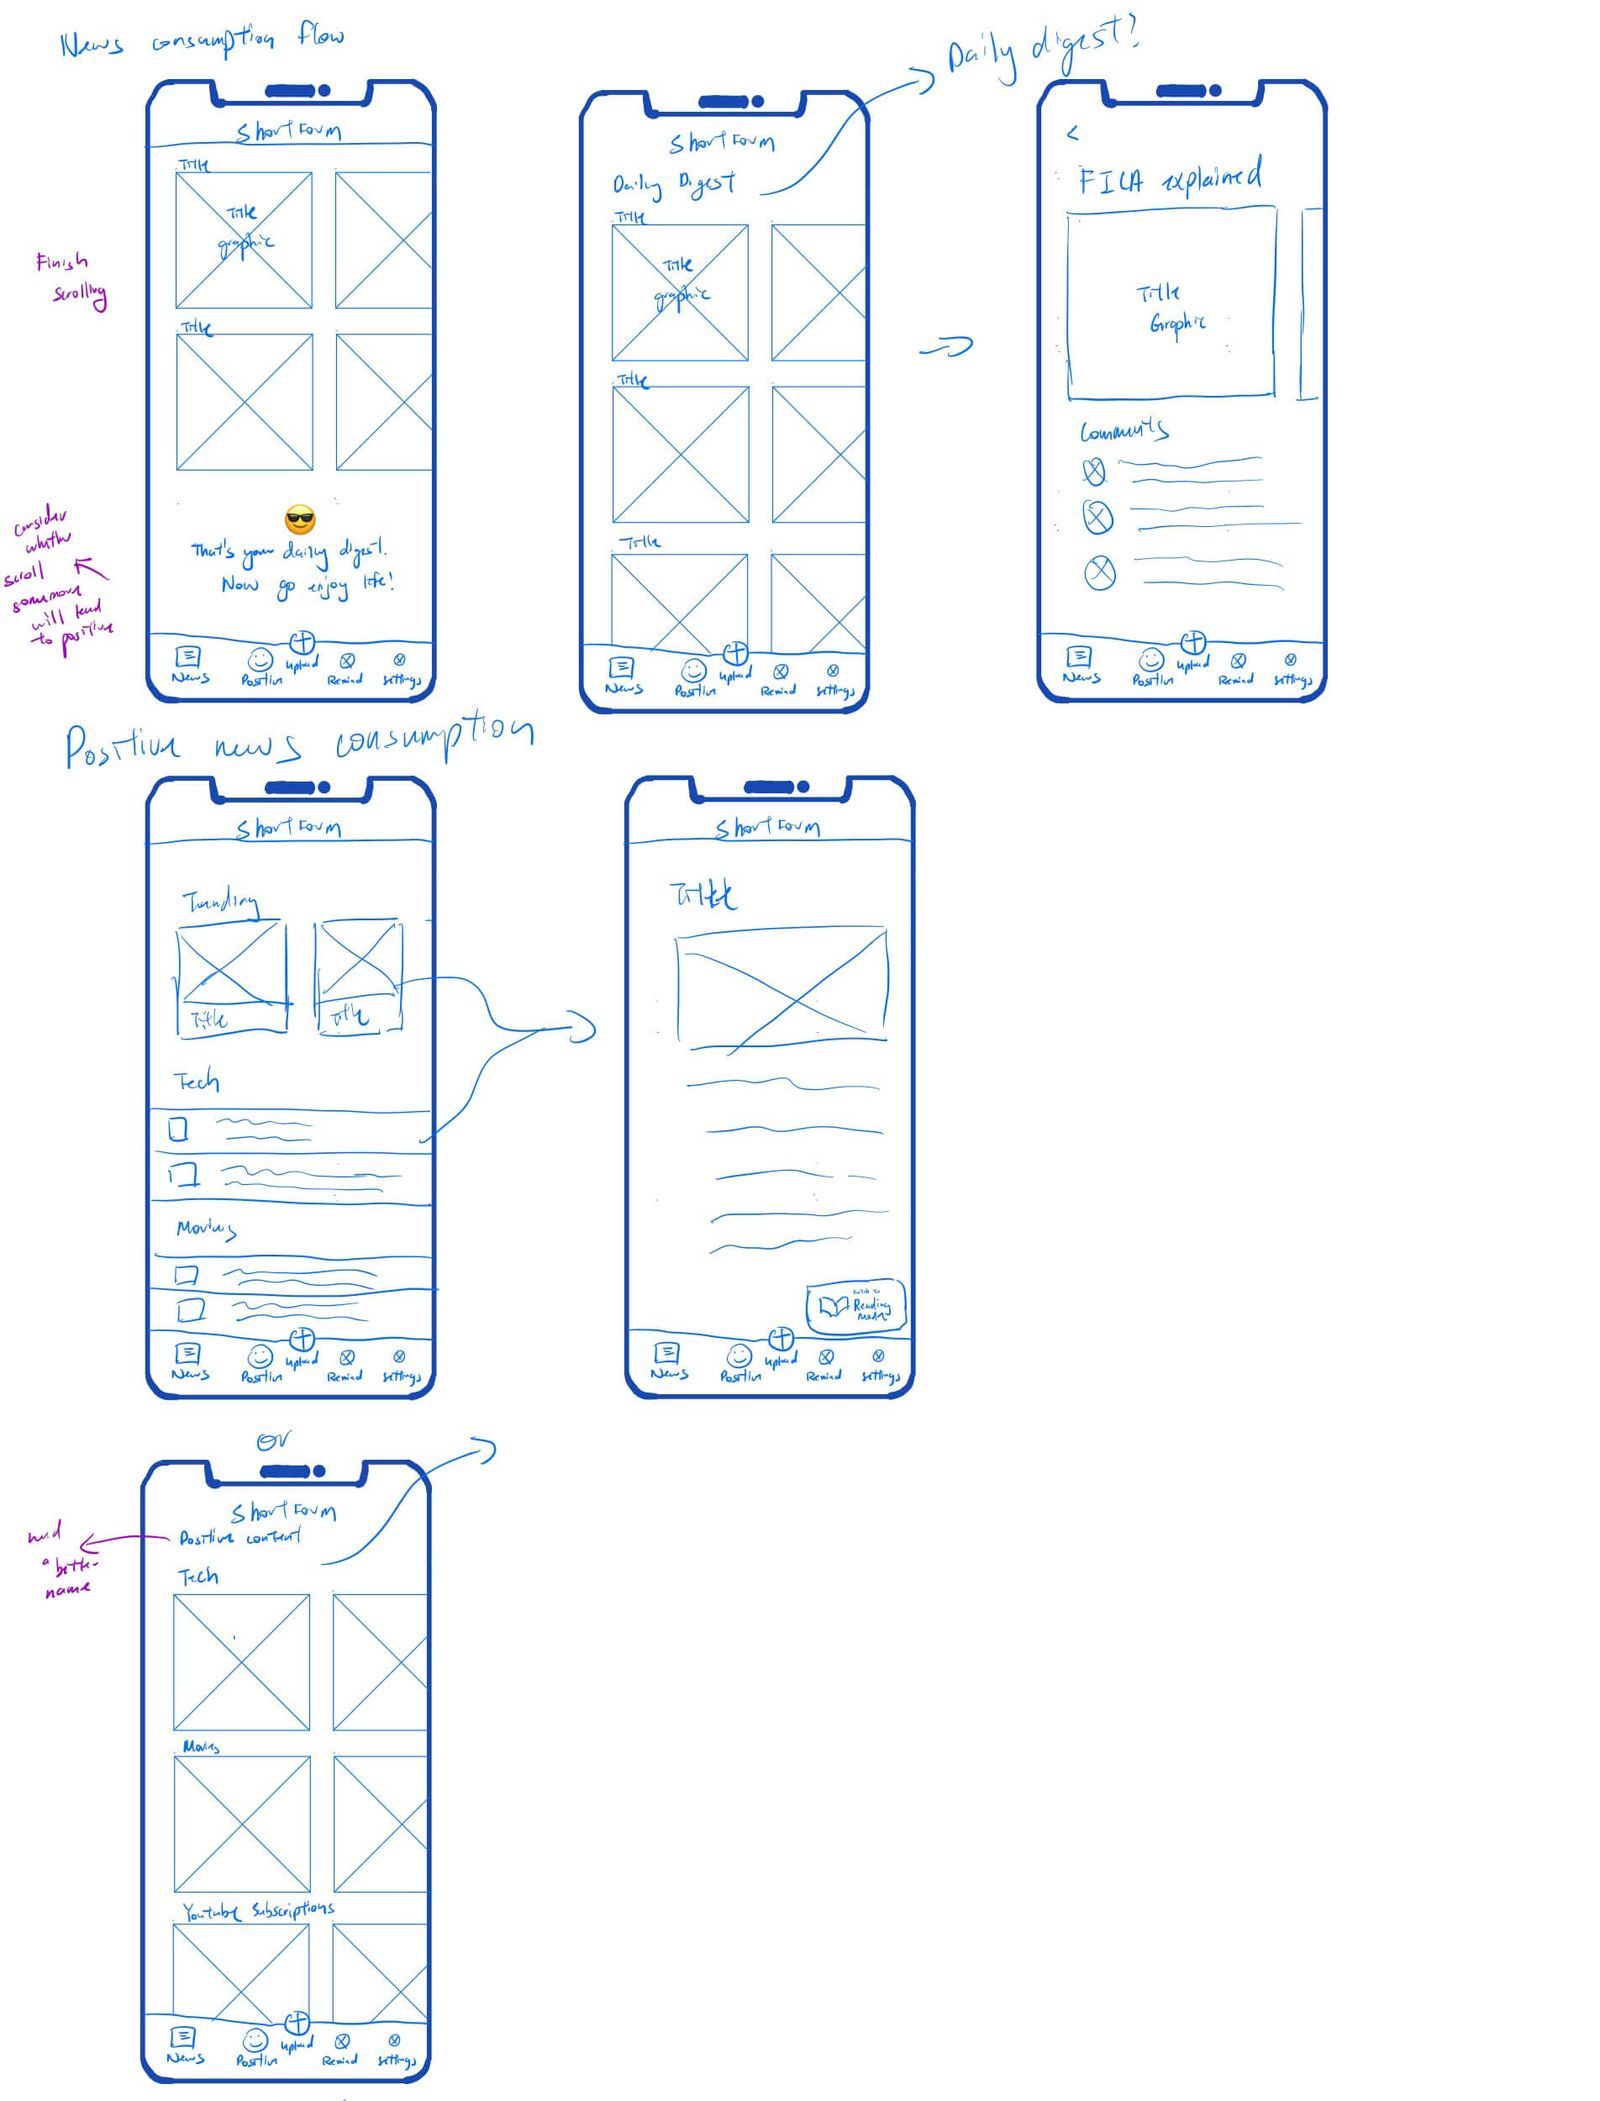 News consumption flow
Daily digest?
Short Form
Title
Title
graphic
Title
😎
That's your daily digest.
Now go enjoy life!
News
Positive
Upload
Remind
Settings
Finish
scrolling
consider
whether
scroll
some more
will lead
to positive
Short Form
Daily Digest
Title
Title
graphic
Title
Title
News
Positive
Upload
Remind
Settings
<
FICA explained
Title
Graphic
Comments
News
Positive
Upload
Remind
Settings
Positive news consumption
Short Form
Trending
Title
Title
Tech
Movies
News
Positive
Upload
Remind
Settings
Short Form
Title
Switch to
Reading
mode
News
Positive
Upload
Remind
Settings
or
Short Form
Positive content
need
a better
name
Tech
Movies
Youtube Subscriptions
News
Positive
Upload
Remind
Settings